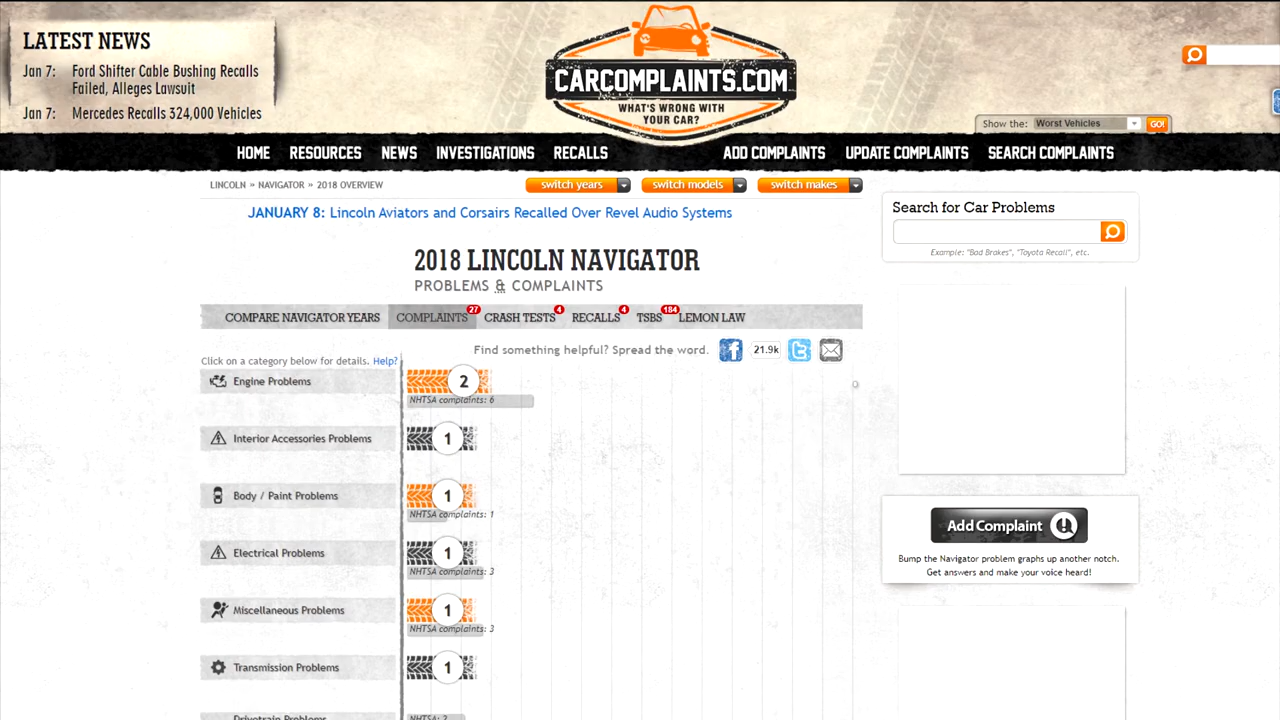 LATEST NEWS
Jan 7: Ford Shifter Cable Bushing Recalls
Failed, Alleges Lawsuit
Jan 7: Mercedes Recalls 324,000 Vehicles
CARCOMPLAINTS.COM
WHAT'S WRONG WITH
YOUR CAR?
Show the: Worst Vehicles GO!
HOME RESOURCES NEWS INVESTIGATIONS RECALLS ADD COMPLAINTS UPDATE COMPLAINTS SEARCH COMPLAINTS
LINCOLN » NAVIGATOR » 2018 OVERVIEW
switch years switch models switch makes
JANUARY 8: Lincoln Aviators and Corsairs Recalled Over Revel Audio Systems
2018 LINCOLN NAVIGATOR
PROBLEMS & COMPLAINTS
COMPARE NAVIGATOR YEARS COMPLAINTS 27 CRASH TESTS 4 RECALLS 4 TSBS 184 LEMON LAW
Find something helpful? Spread the word. 21.9k
Click on a category below for details. Help?
Engine Problems 2
NHTSA complaints: 6
Interior Accessories Problems 1
Body / Paint Problems 1
NHTSA complaints: 1
Electrical Problems 1
NHTSA complaints: 3
Miscellaneous Problems 1
NHTSA complaints: 3
Transmission Problems 1
Drivetrain Problems NHTSA: 2
Search for Car Problems
Example: "Bad Brakes", "Toyota Recall", etc.
Add Complaint
Bump the Navigator problem graphs up another notch.
Get answers and make your voice heard!